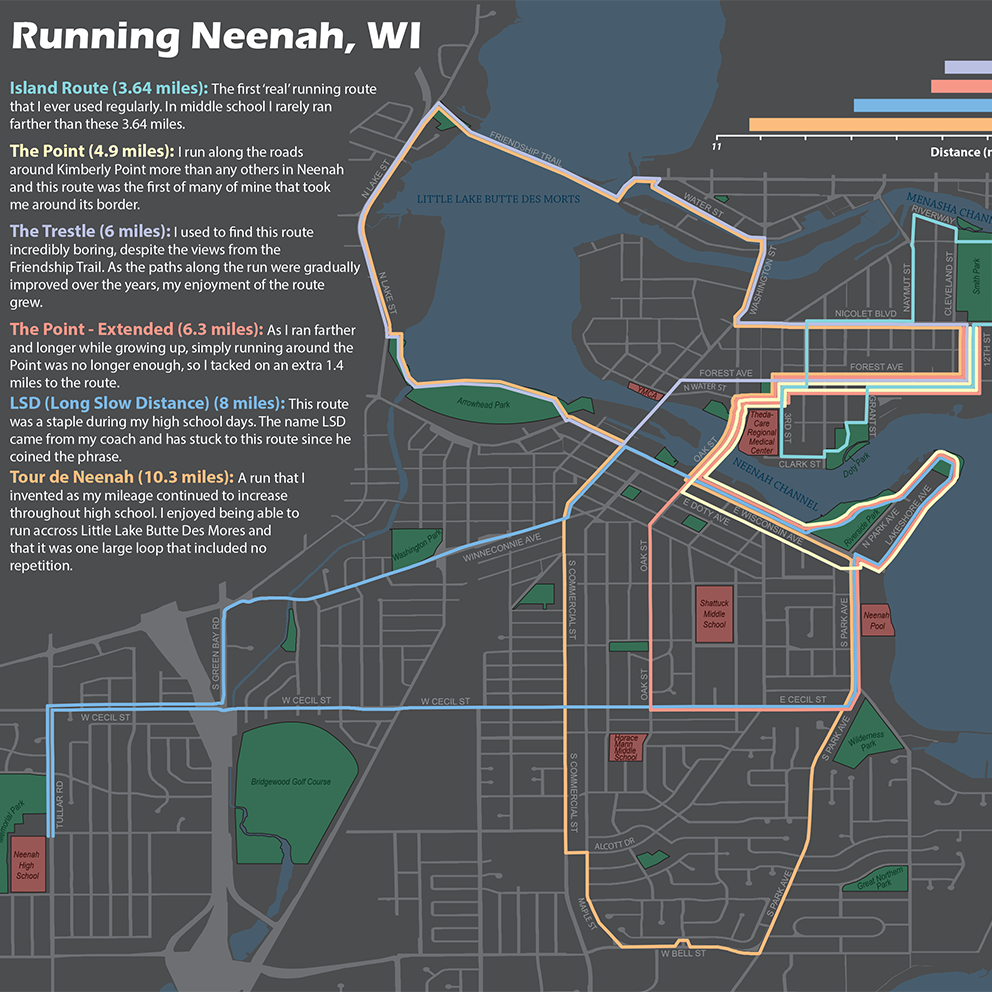 Running Neenah, WI
Island Route (3.64 miles): The first 'real' running route
that I ever used regularly. In middle school I rarely ran
farther than these 3.64 miles.
The Point (4.9 miles): I run along the roads
around Kimberly Point more than any others in Neenah
and this route was the first of many of mine that took
me around its border.
The Trestle (6 miles): I used to find this route
incredibly boring, despite the views from the
Friendship Trail. As the paths along the run were gradually
improved over the years, my enjoyment of the route
grew.
The Point - Extended (6.3 miles): As I ran farther
and longer while growing up, simply running around the
Point was no longer enough, so I tacked on an extra 1.4
miles to the route.
LSD (Long Slow Distance) (8 miles): This route
was a staple during my high school days. The name LSD
came from my coach and has stuck to this route since he
coined the phrase.
Tour de Neenah (10.3 miles): A run that I
invented as my mileage continued to increase
throughout high school. I enjoyed being able to
run accross Little Lake Butte Des Mores and
that it was one large loop that included no
repetition.
11
Distance (m
FRIENDSHIP TRAIL
N LAKE ST
LITTLE LAKE BUTTE DES MORTS
WATER ST
MENASHA CHANN
RIVERWAY
WASHINGTON ST
NAYMUT ST
CLEVELAND ST
Smith Park
N LAKE ST
NICOLET BLVD
12TH ST
FOREST AVE
FOREST AVE
N WATER ST
YMCA
Arrowhead Park
Theda-
Care
Regional
Medical
Center
3RD ST
GRANT ST
OAK ST
CLARK ST
Doty Park
NEENAH CHANNEL
E DOTY AVE
E WISCONSIN AVE
Riverside Park
N PARK AVE
LAKESHORE AVE
Washington Park
WINNECONNIE AVE
OAK ST
S COMMERCIAL ST
Shattuck
Middle
School
S PARK AVE
Neenah
Pool
S GREEN BAY RD
OAK ST
W CECIL ST
W CECIL ST
W CECIL ST
E CECIL ST
Horace
Mann
Middle
School
S PARK AVE
Wilderness
Park
Bridgewood Golf Course
S COMMERCIAL ST
TULLAR RD
morial Park
Neenah
High
School
ALCOTT DR
Great Northern
Park
MAPLE ST
S PARK AVE
W BELL ST